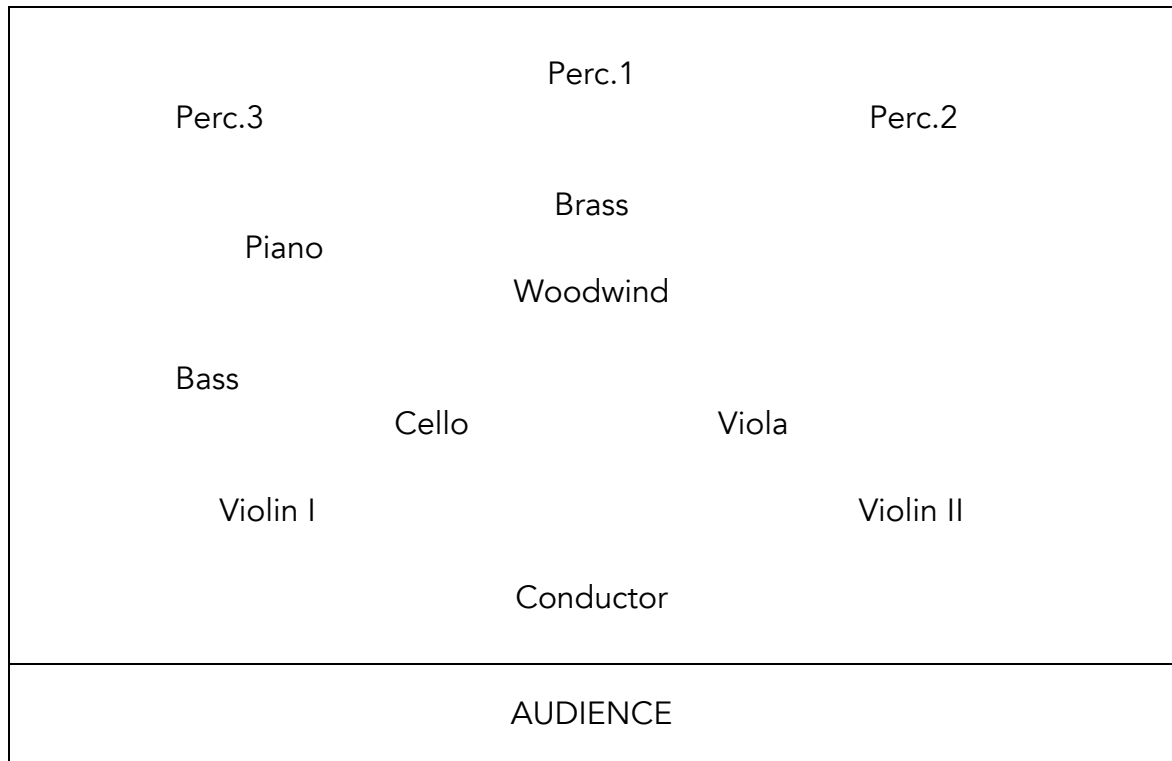 Perc.1
Perc.3 Perc.2
Brass
Piano
Woodwind
Bass
Cello Viola
Violin I Violin II
Conductor
AUDIENCE